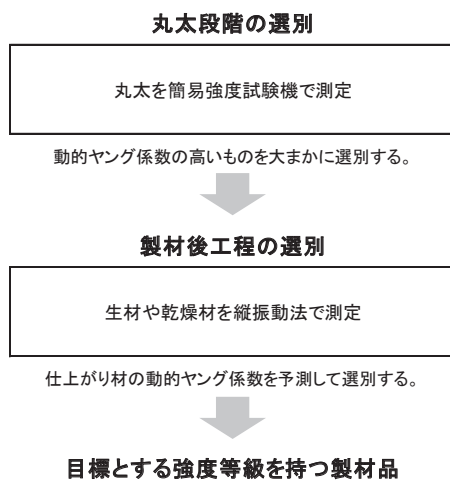 丸太段階の選別
丸太を簡易強度試験機で測定
動的ヤング係数の高いものを大まかに選別する。
製材後工程の選別
生材や乾燥材を縦振動法で測定
仕上がり材の動的ヤング係数を予測して選別する。
目標とする強度等級を持つ製材品